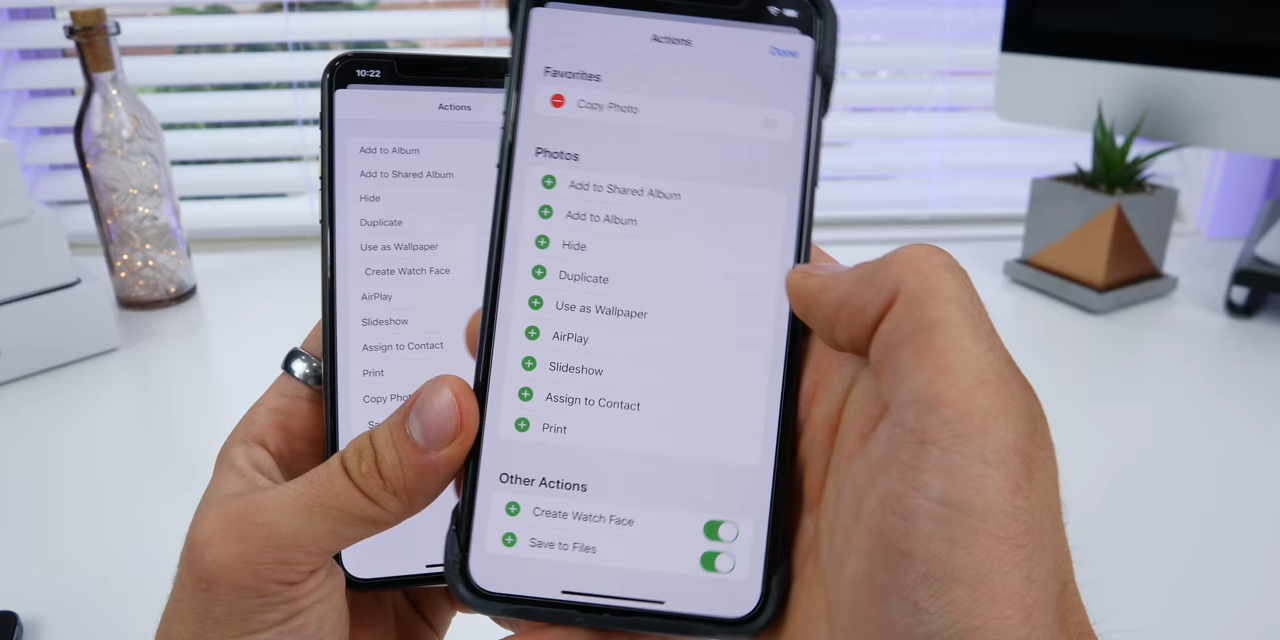 10:22
Actions
Add to Album
Add to Shared Album
Hide
Duplicate
Use as Wallpaper
Create Watch Face
AirPlay
Slideshow
Assign to Contact
Print
Copy
Actions
Done
Favorites
Copy Photo
Photos
Add to Shared Album
Add to Album
Hide
Duplicate
Use as Wallpaper
AirPlay
Slideshow
Assign to Contact
Print
Other Actions
Create Watch Face
Save to Files